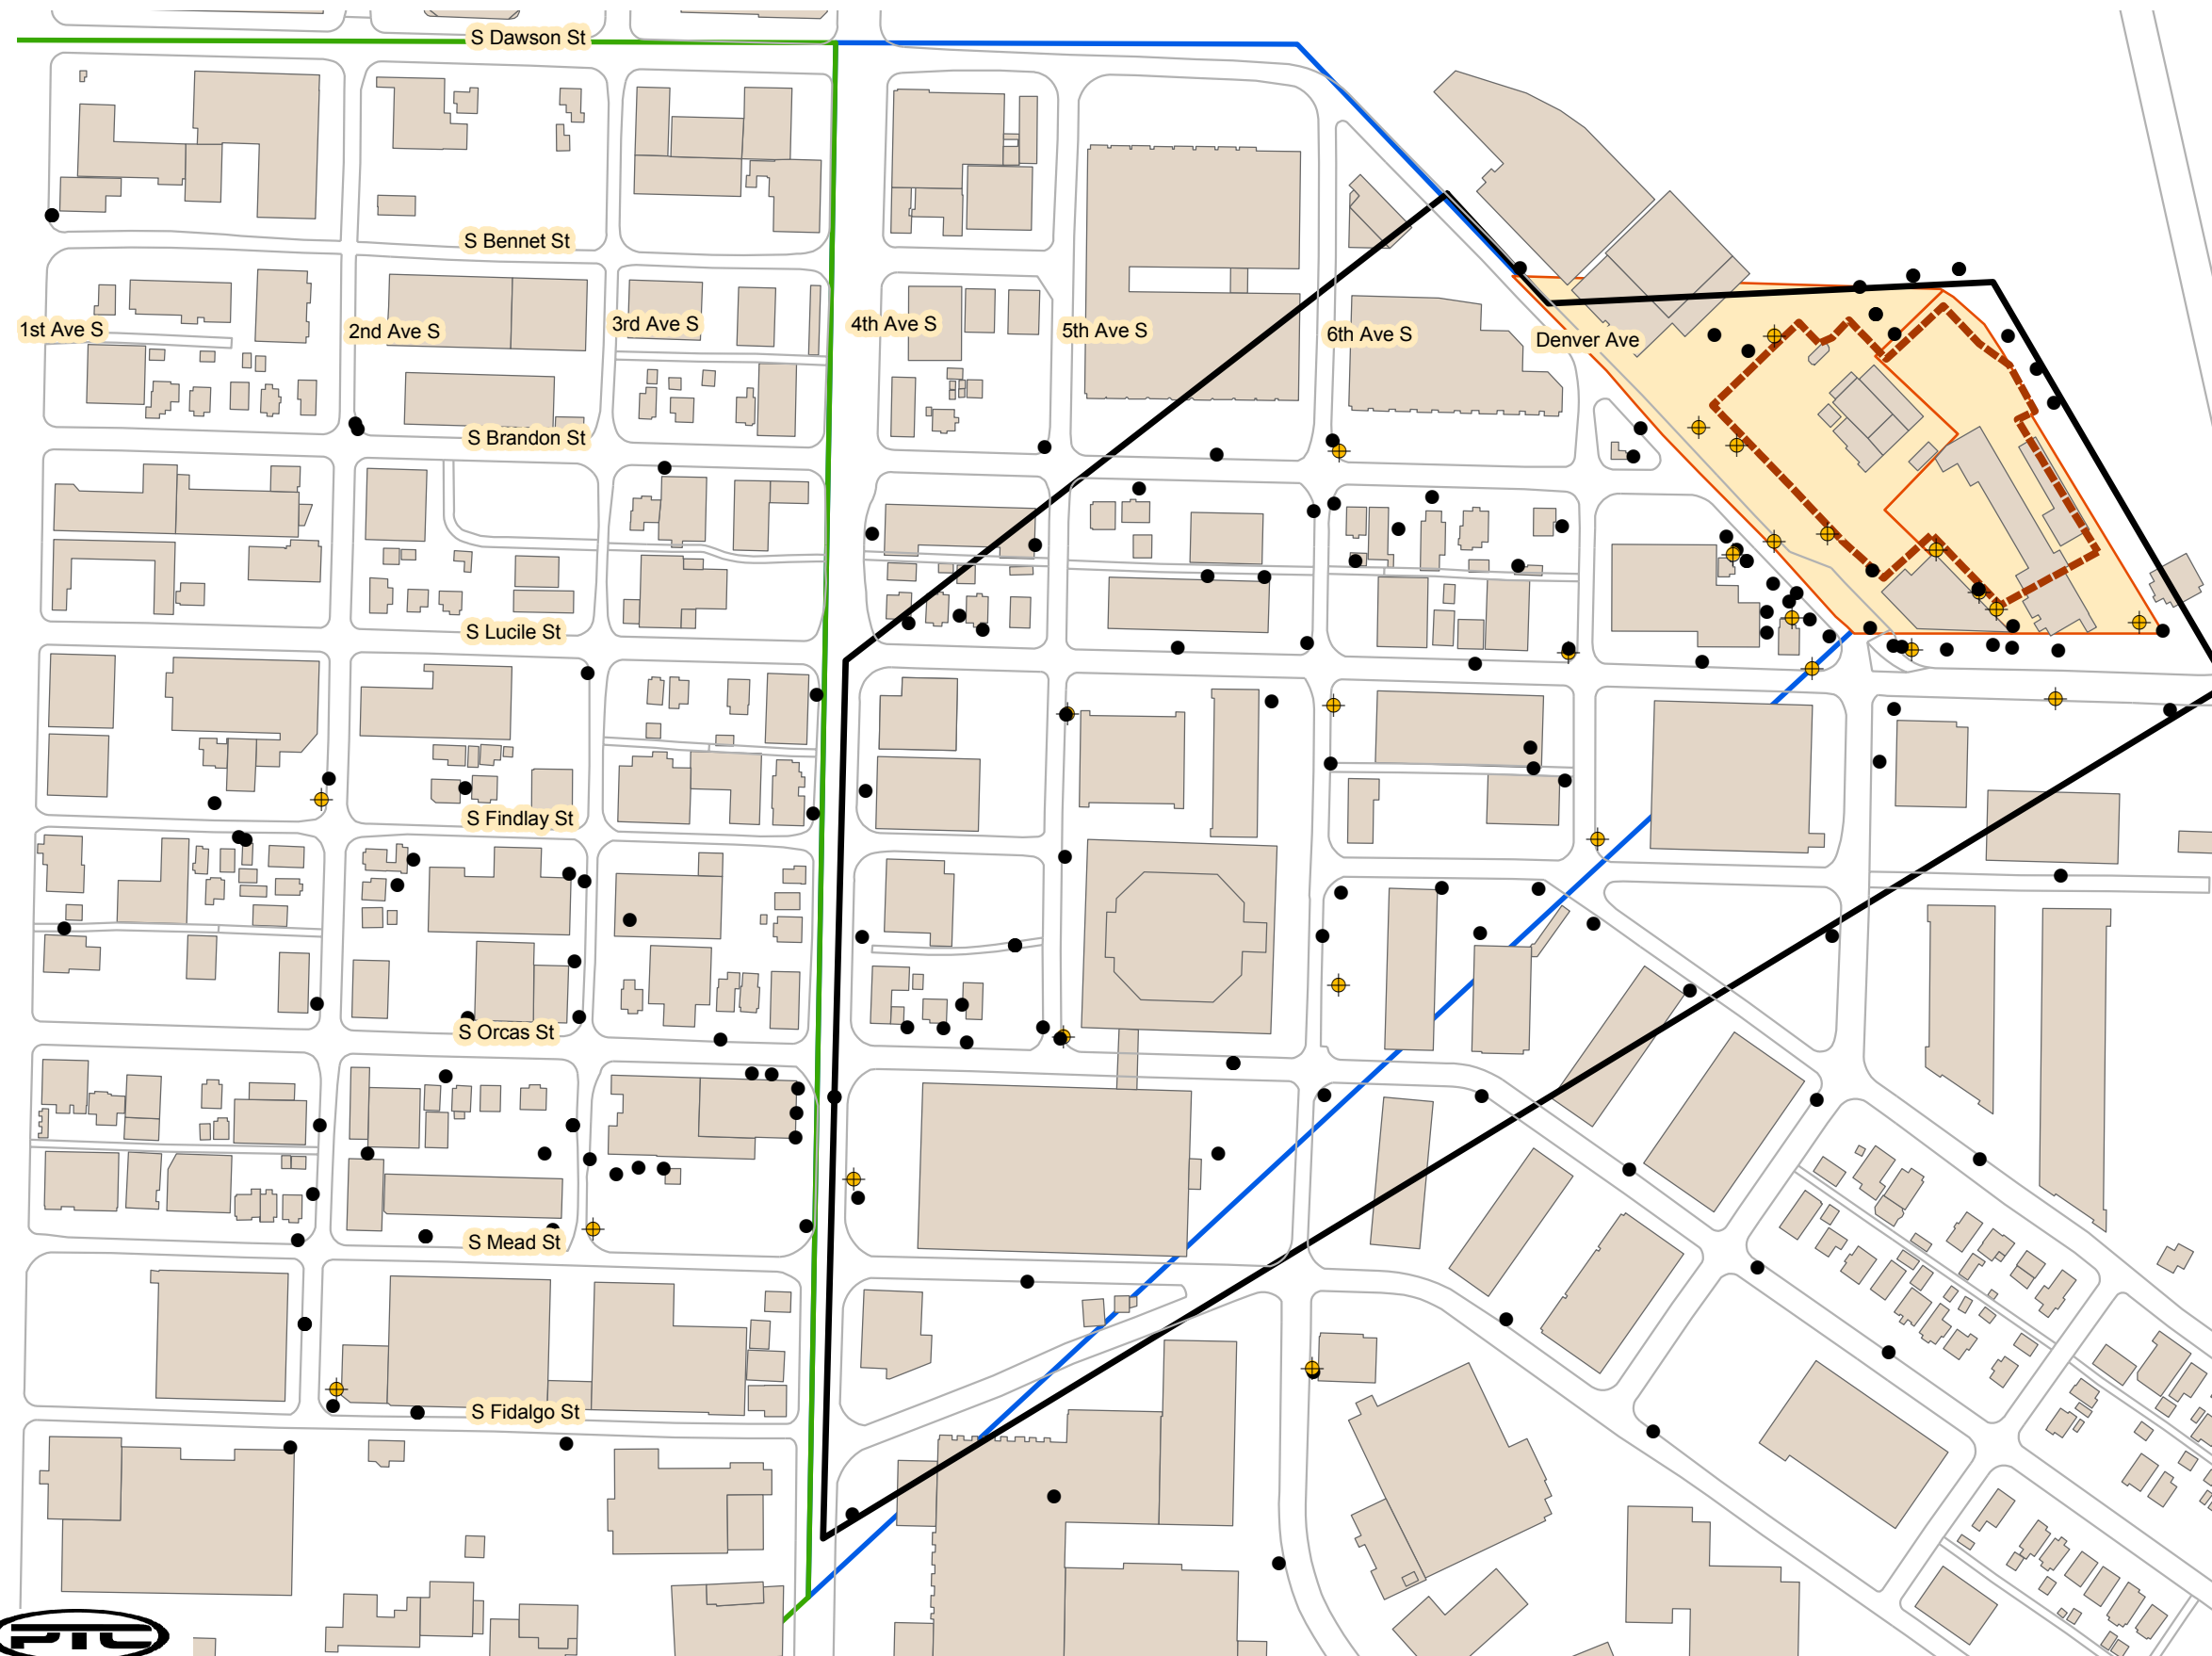 S Dawson St
S Bennet St
1st Ave S
2nd Ave S
3rd Ave S
4th Ave S
5th Ave S
6th Ave S
Denver Ave
S Brandon St
S Lucile St
S Findlay St
S Orcas St
S Mead St
S Fidalgo St
PTC